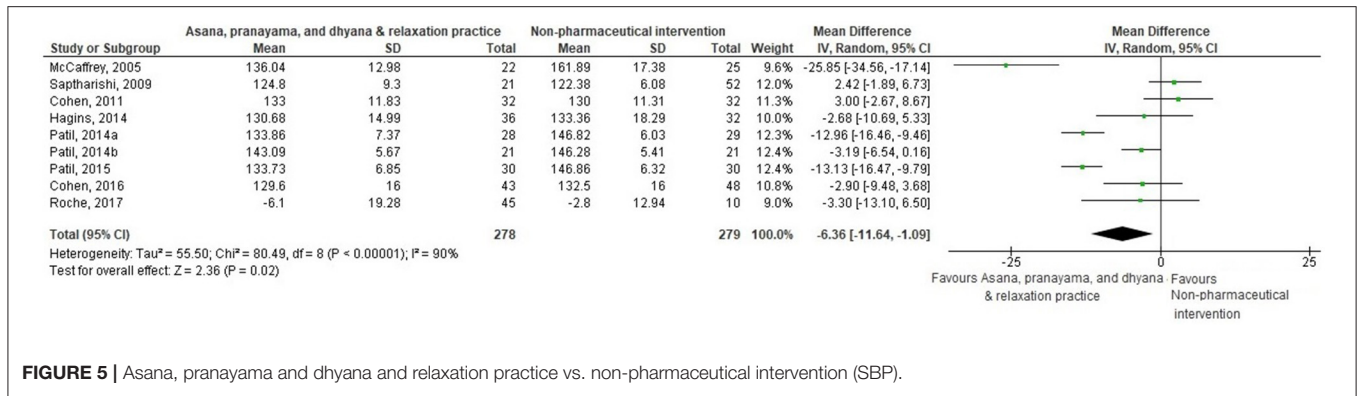 Asana, pranayama, and dhyana & relaxation practice Non-pharmaceutical intervention Mean Difference Mean Difference
Study or Subgroup Mean SD Total Mean SD Total Weight IV, Random, 95% CI IV, Random, 95% CI
McCaffrey, 2005 136.04 12.98 22 161.89 17.38 25 9.6% -25.85 [-34.56, -17.14]
Saptharishi, 2009 124.8 9.3 21 122.38 6.08 52 12.0% 2.42 [-1.89, 6.73]
Cohen, 2011 133 11.83 32 130 11.31 32 11.3% 3.00 [-2.67, 8.67]
Hagins, 2014 130.68 14.99 36 133.36 18.29 32 10.0% -2.68 [-10.69, 5.33]
Patil, 2014a 133.86 7.37 28 146.82 6.03 29 12.3% -12.96 [-16.46, -9.46]
Patil, 2014b 143.09 5.67 21 146.28 5.41 21 12.4% -3.19 [-6.54, 0.16]
Patil, 2015 133.73 6.85 30 146.86 6.32 30 12.4% -13.13 [-16.47, -9.79]
Cohen, 2016 129.6 16 43 132.5 16 48 10.8% -2.90 [-9.48, 3.68]
Roche, 2017 -6.1 19.28 45 -2.8 12.94 10 9.0% -3.30 [-13.10, 6.50]
Total (95% CI) 278 279 100.0% -6.36 [-11.64, -1.09]
Heterogeneity: Tau² = 55.50; Chi² = 80.49, df = 8 (P < 0.00001); I² = 90%
Test for overall effect: Z = 2.36 (P = 0.02)
-25 0 25
Favours Asana, pranayama, and dhyana Favours
& relaxation practice Non-pharmaceutical
intervention
FIGURE 5 | Asana, pranayama and dhyana and relaxation practice vs. non-pharmaceutical intervention (SBP).